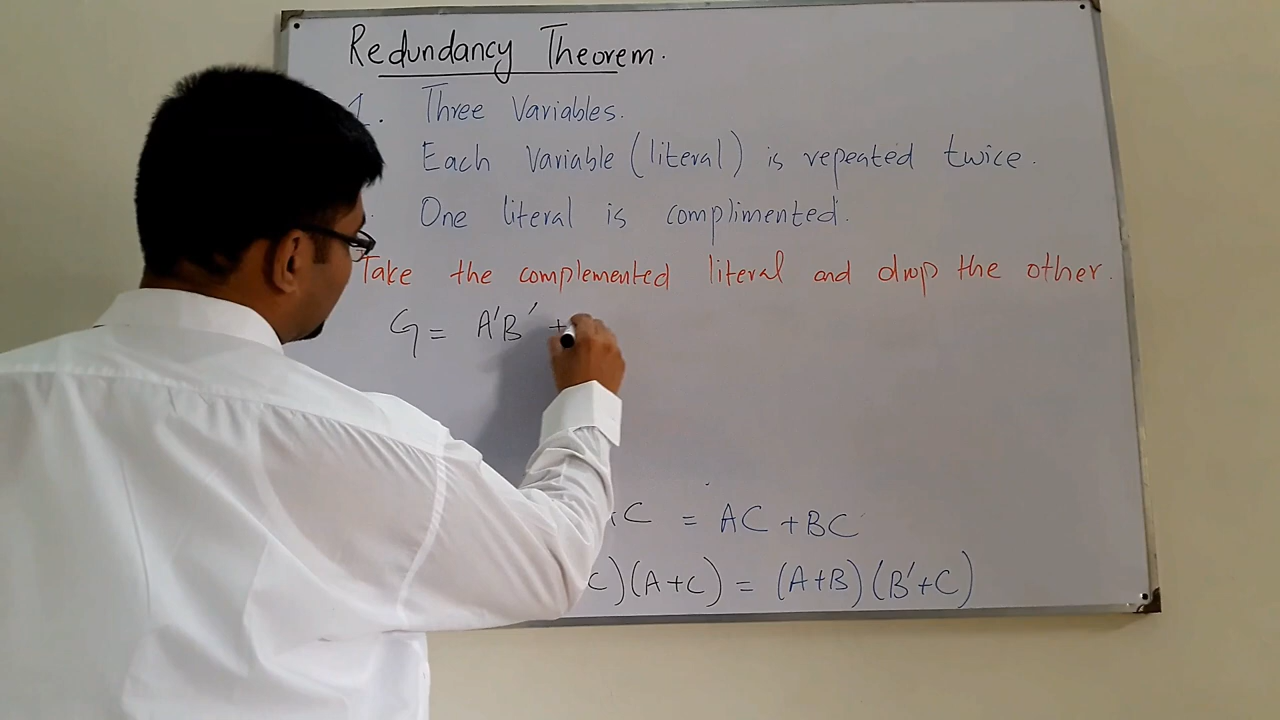 Redundancy Theorem.
1. Three Variables.
Each Variable (literal) is repeated twice.
One literal is complimented.
Take the complemented literal and drop the other.
G = A'B' +
C = AC + BC
C)(A+C) = (A+B)(B'+C)